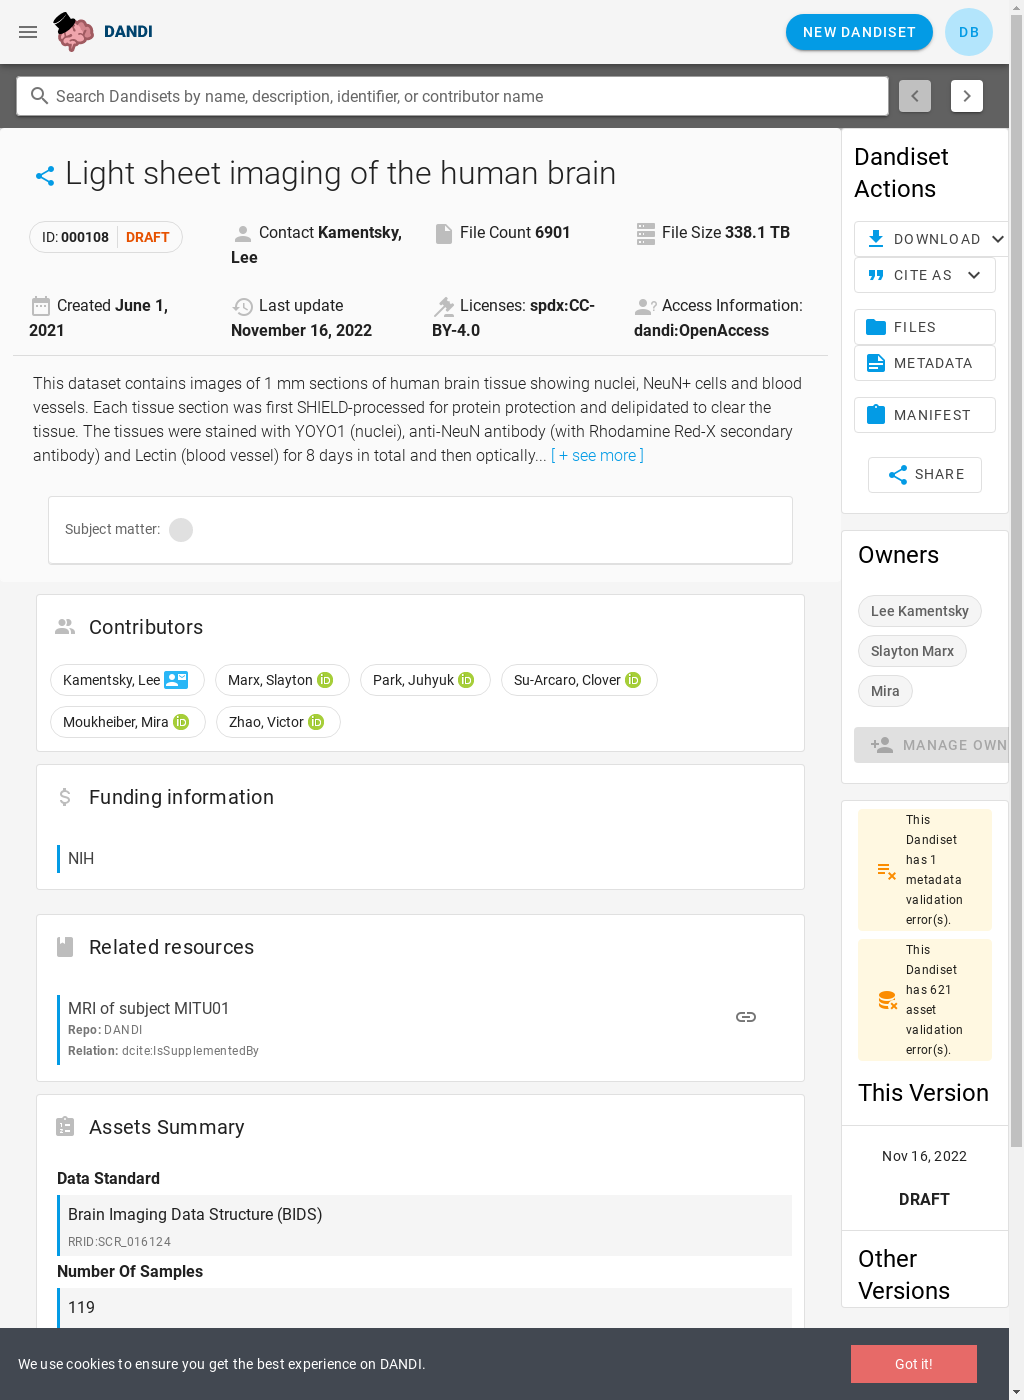 DANDI
NEW DANDISET
DB
Search Dandisets by name, description, identifier, or contributor name
Light sheet imaging of the human brain
ID: 000108 DRAFT
Contact Kamentsky,
Lee
File Count 6901
File Size 338.1 TB
Created June 1,
2021
Last update
November 16, 2022
Licenses: spdx:CC-
BY-4.0
Access Information:
dandi:OpenAccess
This dataset contains images of 1 mm sections of human brain tissue showing nuclei, NeuN+ cells and blood
vessels. Each tissue section was first SHIELD-processed for protein protection and delipidated to clear the
tissue. The tissues were stained with YOYO1 (nuclei), anti-NeuN antibody (with Rhodamine Red-X secondary
antibody) and Lectin (blood vessel) for 8 days in total and then optically... [ + see more ]
Subject matter:
Contributors
Kamentsky, Lee
Marx, Slayton iD
Park, Juhyuk iD
Su-Arcaro, Clover iD
Moukheiber, Mira iD
Zhao, Victor iD
Funding information
NIH
Related resources
MRI of subject MITU01
Repo: DANDI
Relation: dcite:IsSupplementedBy
Assets Summary
Data Standard
Brain Imaging Data Structure (BIDS)
RRID:SCR_016124
Number Of Samples
119
Dandiset
Actions
DOWNLOAD
CITE AS
FILES
METADATA
MANIFEST
SHARE
Owners
Lee Kamentsky
Slayton Marx
Mira
MANAGE OWN
This
Dandiset
has 1
metadata
validation
error(s).
This
Dandiset
has 621
asset
validation
error(s).
This Version
Nov 16, 2022
DRAFT
Other
Versions
We use cookies to ensure you get the best experience on DANDI.
Got it!